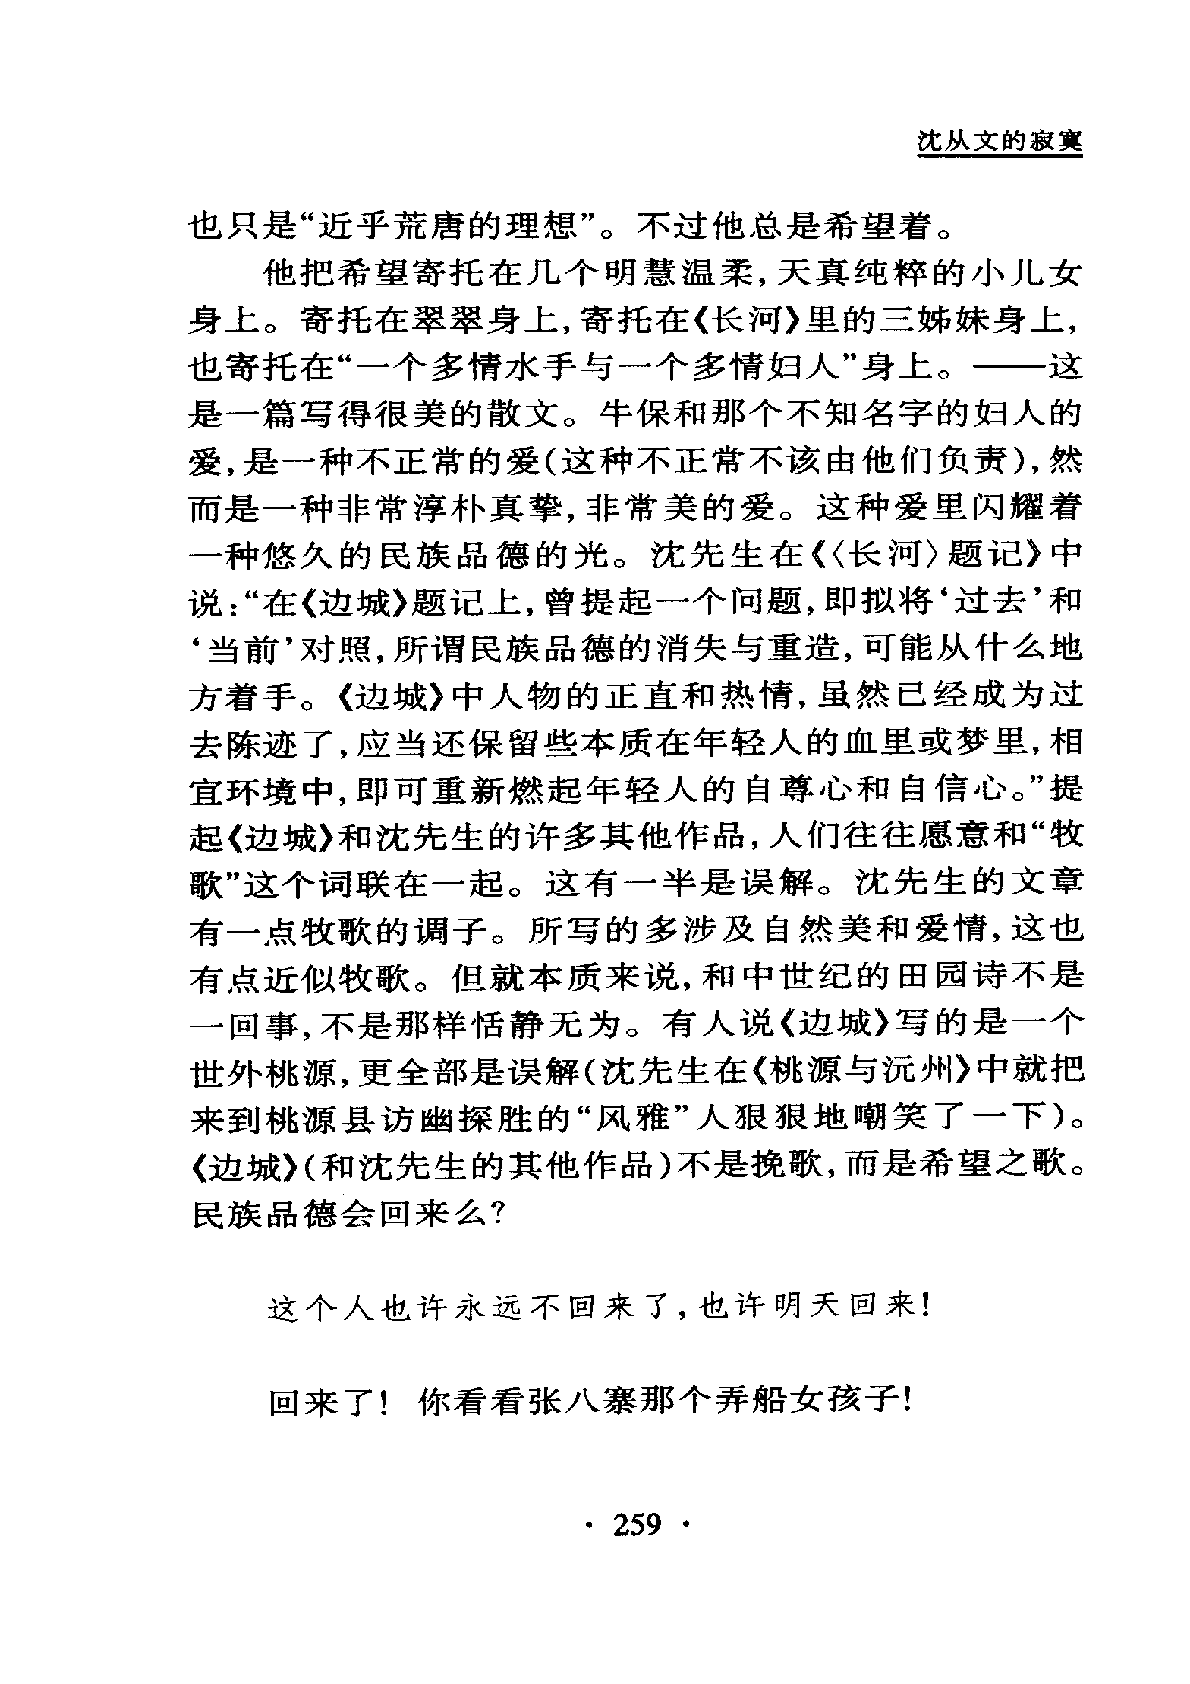 沈从文的寂寞
也只是“近乎荒唐的理想”。不过他总是希望着。
他把希望寄托在几个明慧温柔,天真纯粹的小儿女
身上。寄托在翠翠身上,寄托在《长河》里的三姊妹身上,
也寄托在“一个多情水手与一个多情妇人”身上。——这
是一篇写得很美的散文。牛保和那个不知名字的妇人的
爱,是一种不正常的爱(这种不正常不该由他们负责),然
而是一种非常淳朴真挚,非常美的爱。这种爱里闪耀着
一种悠久的民族品德的光。沈先生在《〈长河〉题记》中
说:“在《边城》题记上,曾提起一个问题,即拟将‘过去’和
‘当前’对照,所谓民族品德的消失与重造,可能从什么地
方着手。《边城》中人物的正直和热情,虽然已经成为过
去陈迹了,应当还保留些本质在年轻人的血里或梦里,相
宜环境中,即可重新燃起年轻人的自尊心和自信心。”提
起《边城》和沈先生的许多其他作品,人们往往愿意和“牧
歌”这个词联在一起。这有一半是误解。沈先生的文章
有一点牧歌的调子。所写的多涉及自然美和爱情,这也
有点近似牧歌。但就本质来说,和中世纪的田园诗不是
一回事,不是那样恬静无为。有人说《边城》写的是一个
世外桃源,更全部是误解(沈先生在《桃源与沅州》中就把
来到桃源县访幽探胜的“风雅”人狠狠地嘲笑了一下)。
《边城》(和沈先生的其他作品)不是挽歌,而是希望之歌。
民族品德会回来么?
这个人也许永远不回来了,也许明天回来!
回来了! 你看看张八寨那个弄船女孩子!
· 259 ·